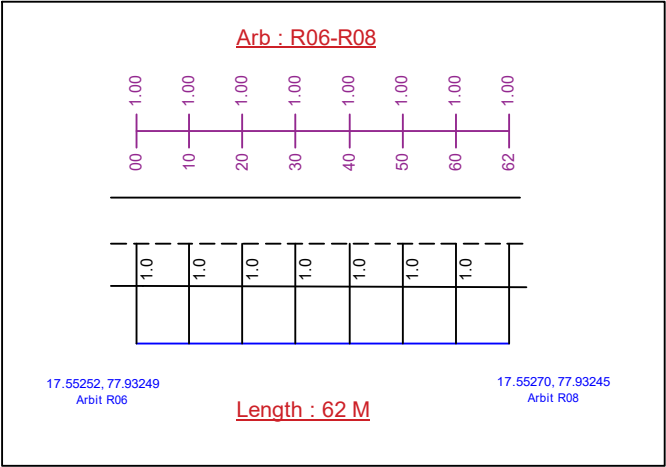 Arb : R06-R08
1.00 1.00 1.00 1.00 1.00 1.00 1.00 1.00
00 10 20 30 40 50 60 62
1.0 1.0 1.0 1.0 1.0 1.0 1.0
17.55252, 77.93249
Arbit R06
17.55270, 77.93245
Arbit R08
Length : 62 M